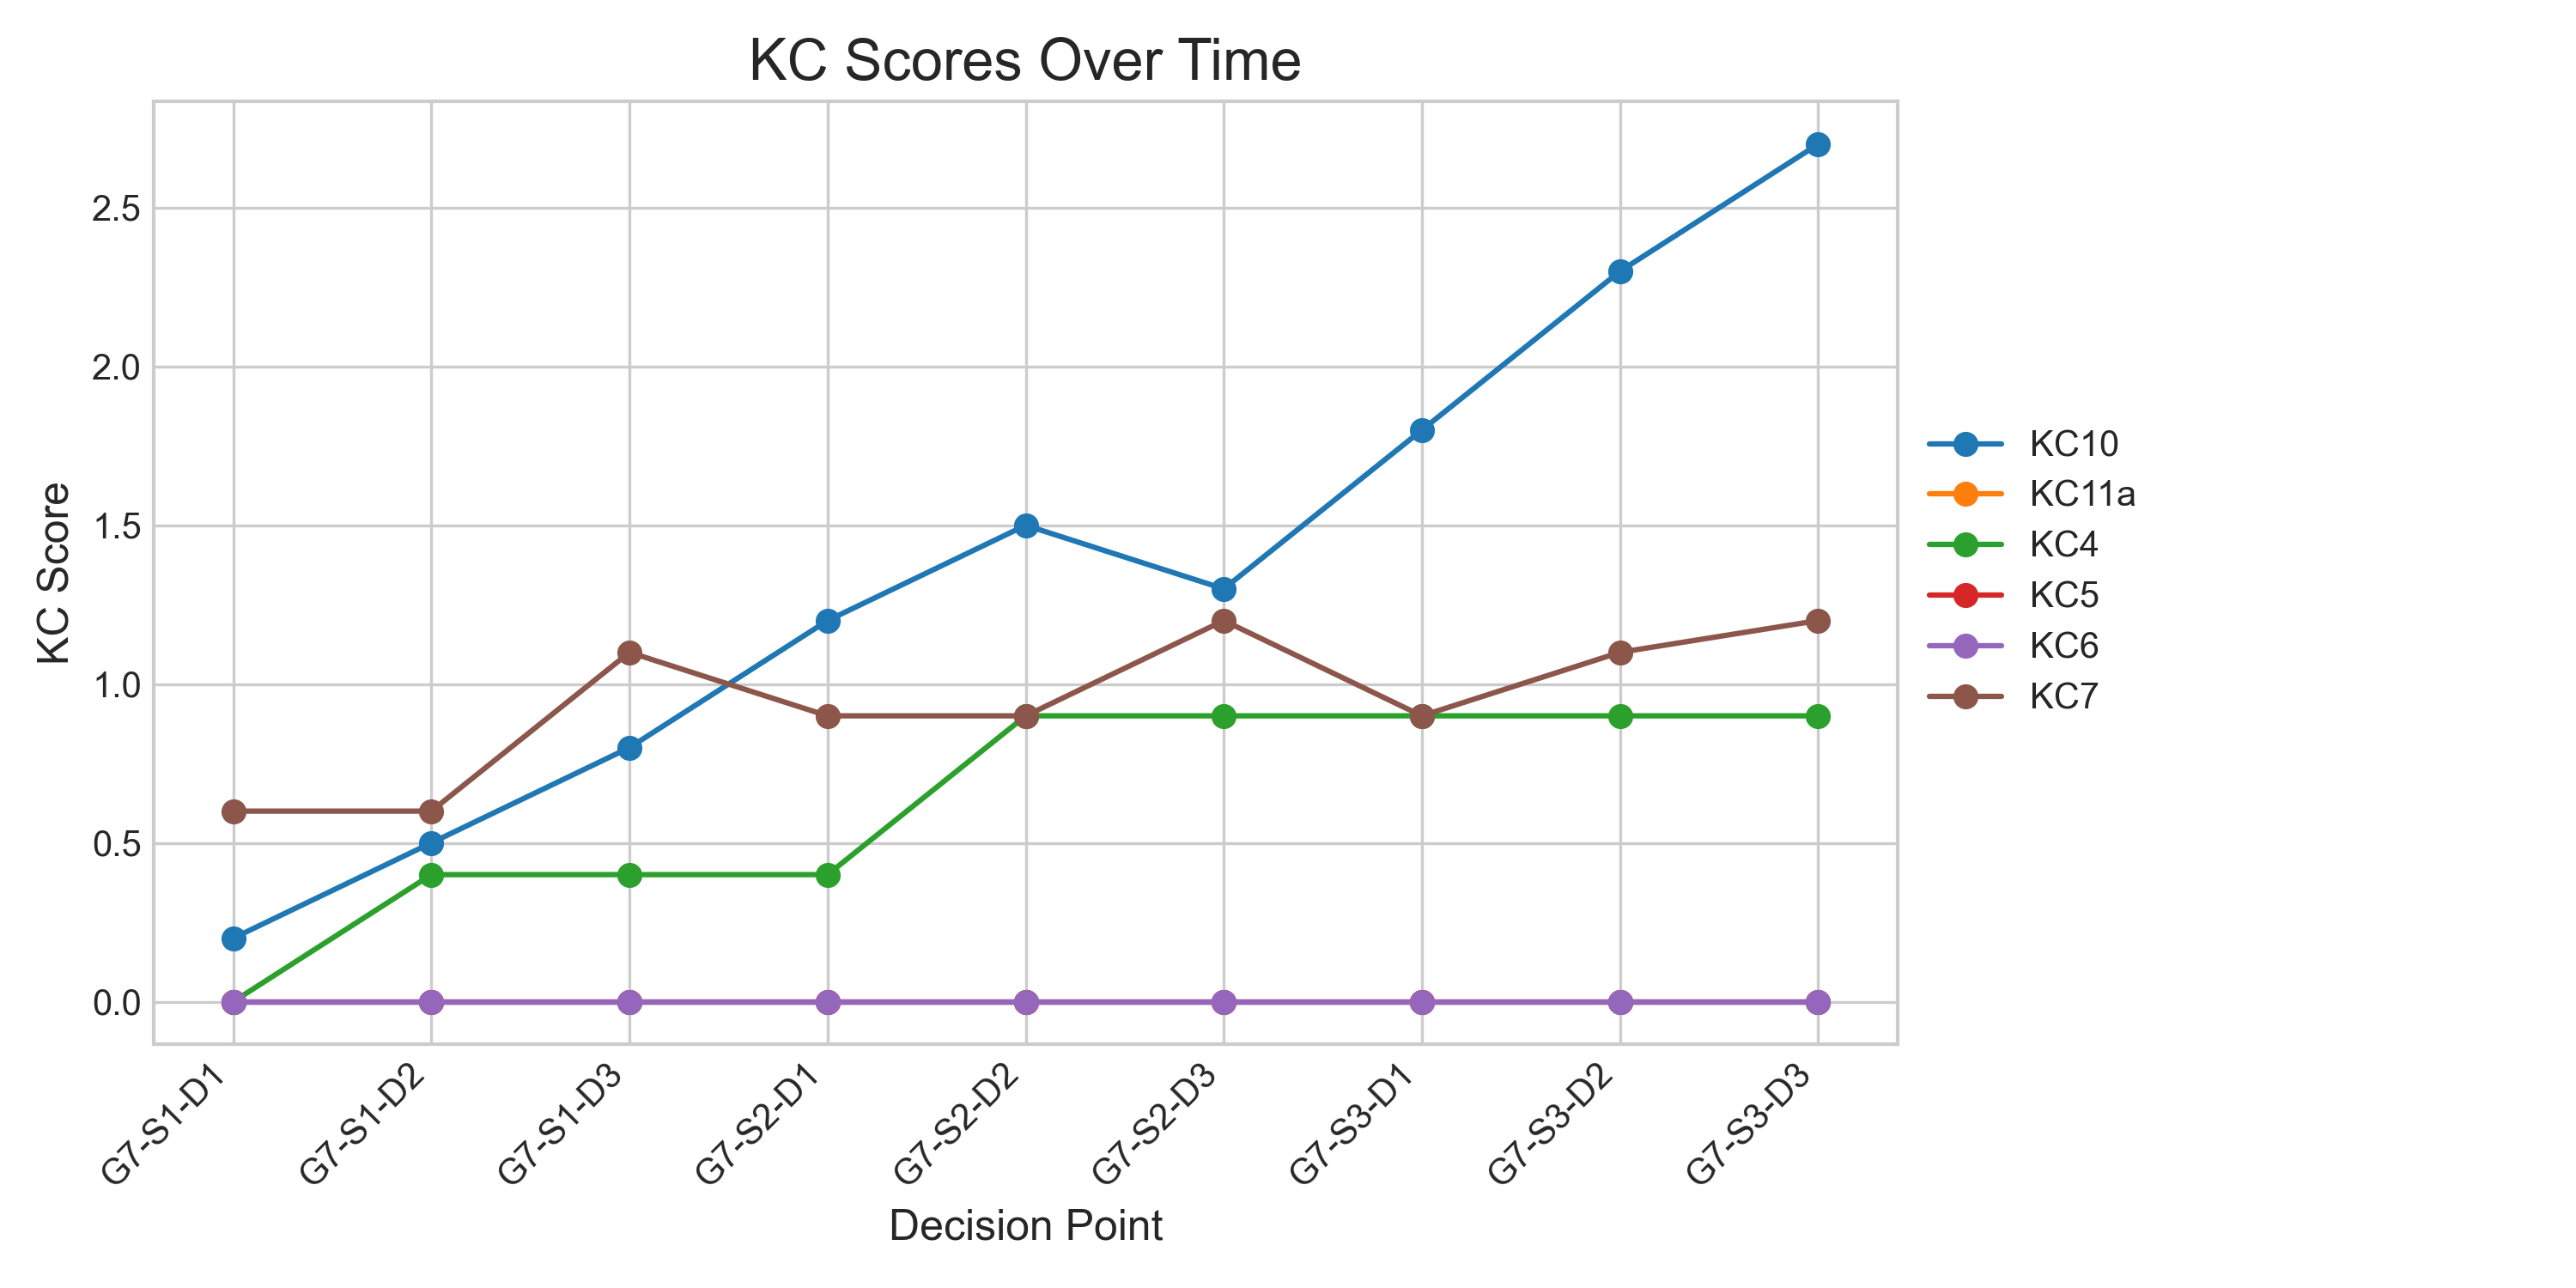 KC Scores Over Time
KC Score
2.5
2.0
1.5
1.0
0.5
0.0
KC10
KC11a
KC4
KC5
KC6
KC7
G7-S1-D1
G7-S1-D2
G7-S1-D3
G7-S2-D1
G7-S2-D2
G7-S2-D3
G7-S3-D1
G7-S3-D2
G7-S3-D3
Decision Point